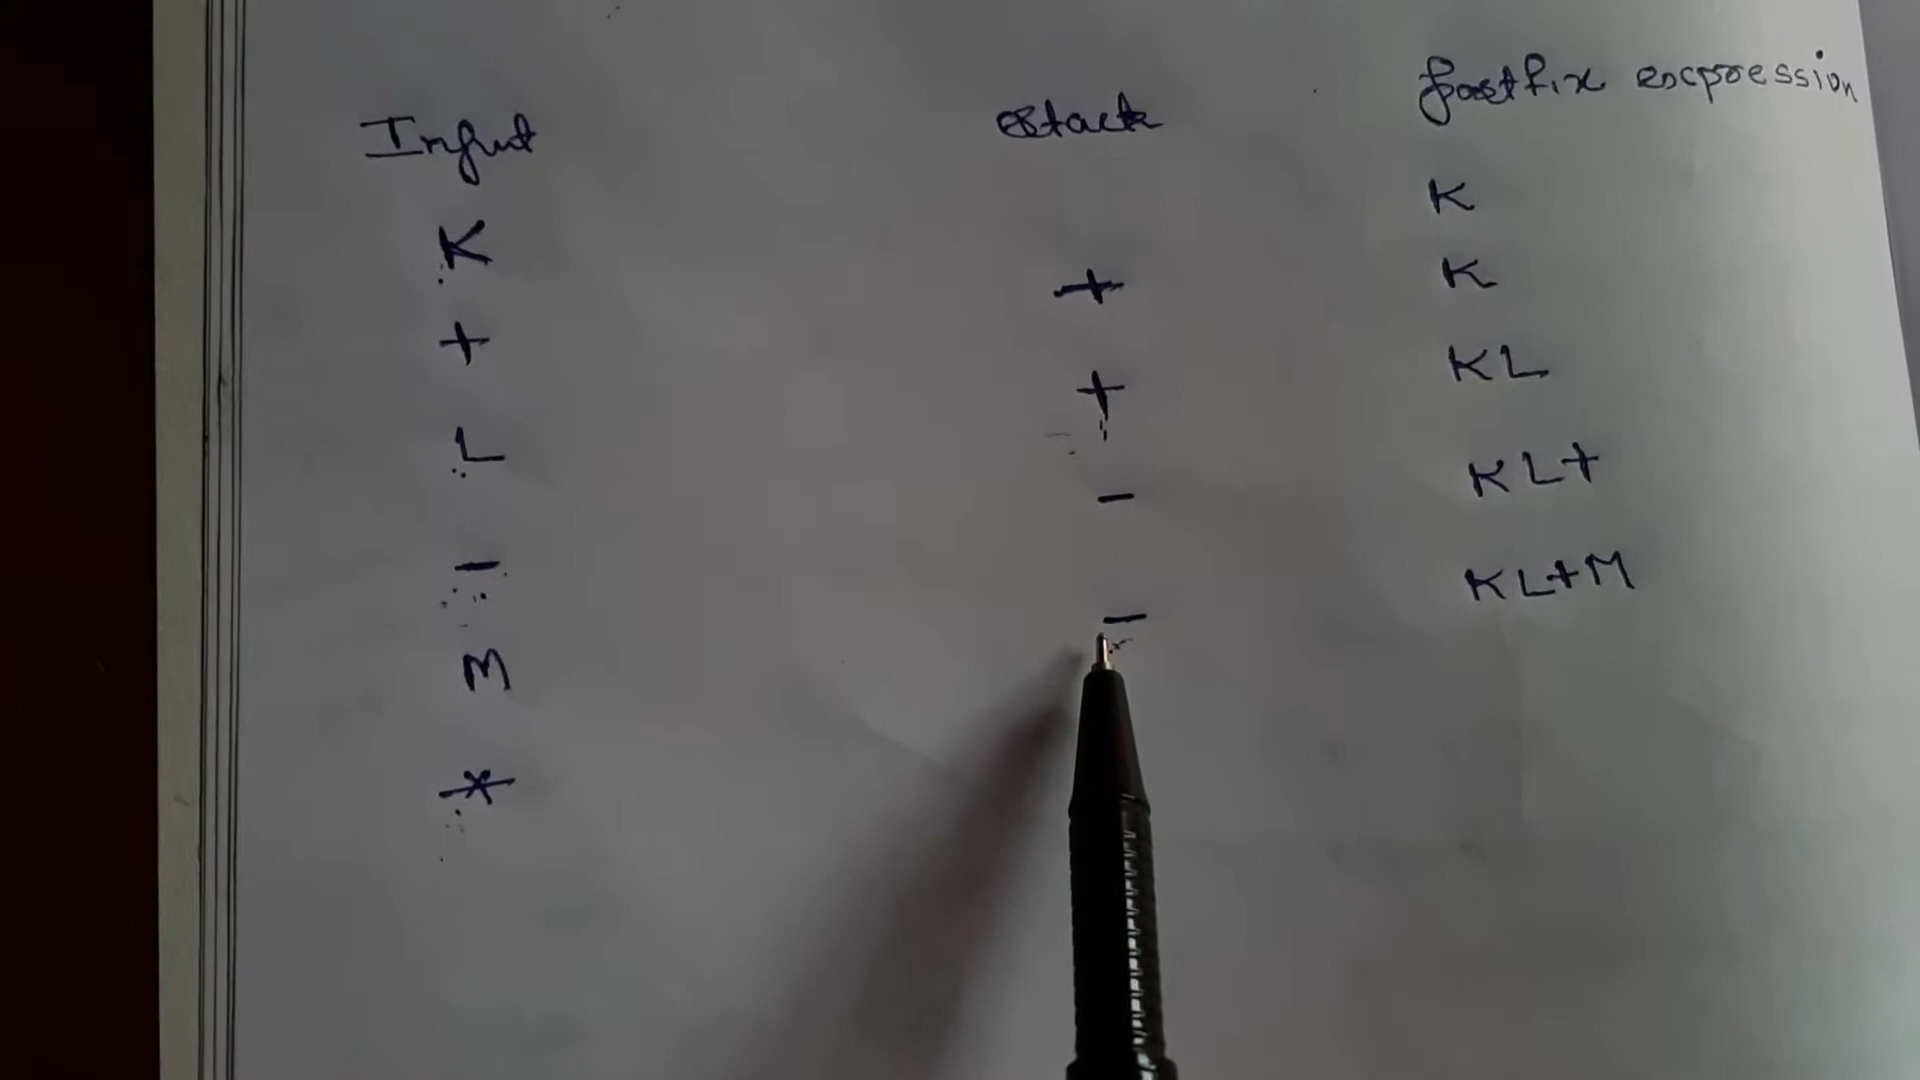 Input stack postfix expression
K K
+ + K
L + KL
- - KL+
M - KL+M
*